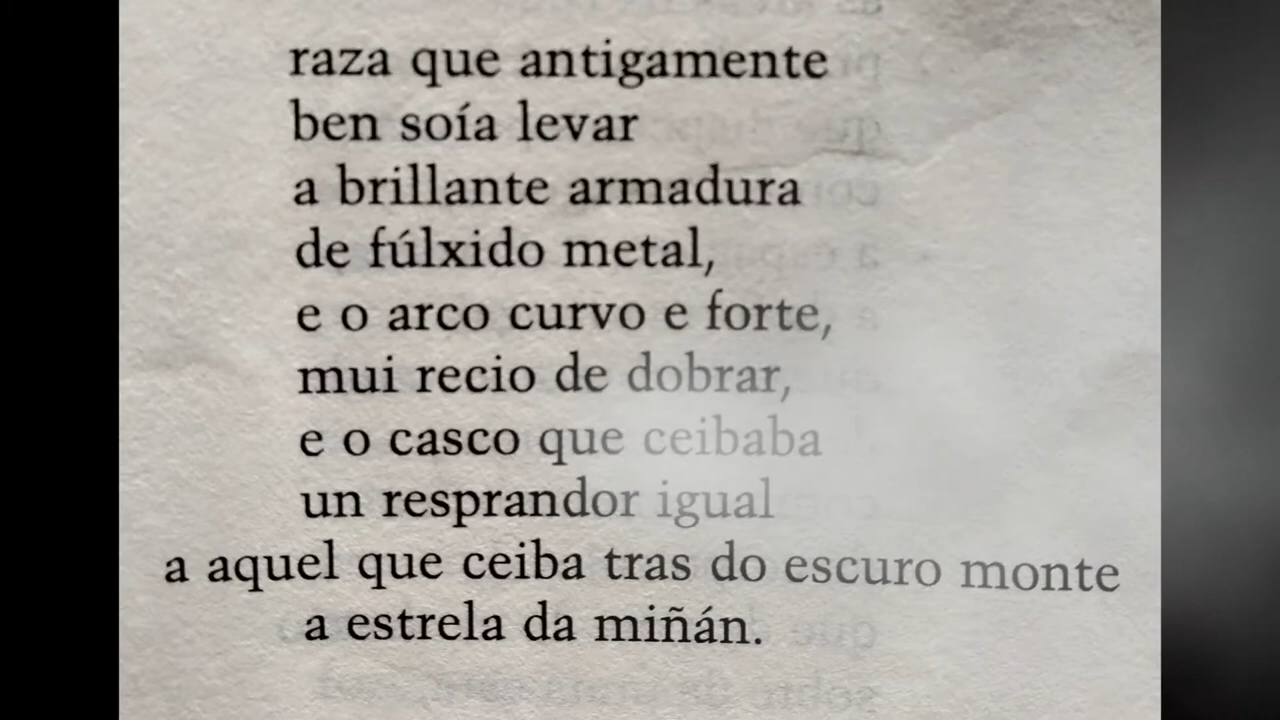 raza que antigamente
ben soía levar
a brillante armadura
de fúlxido metal,
e o arco curvo e forte,
mui recio de dobrar,
e o casco que ceibaba
un resprandor igual
a aquel que ceiba tras do escuro monte
a estrela da miñán.